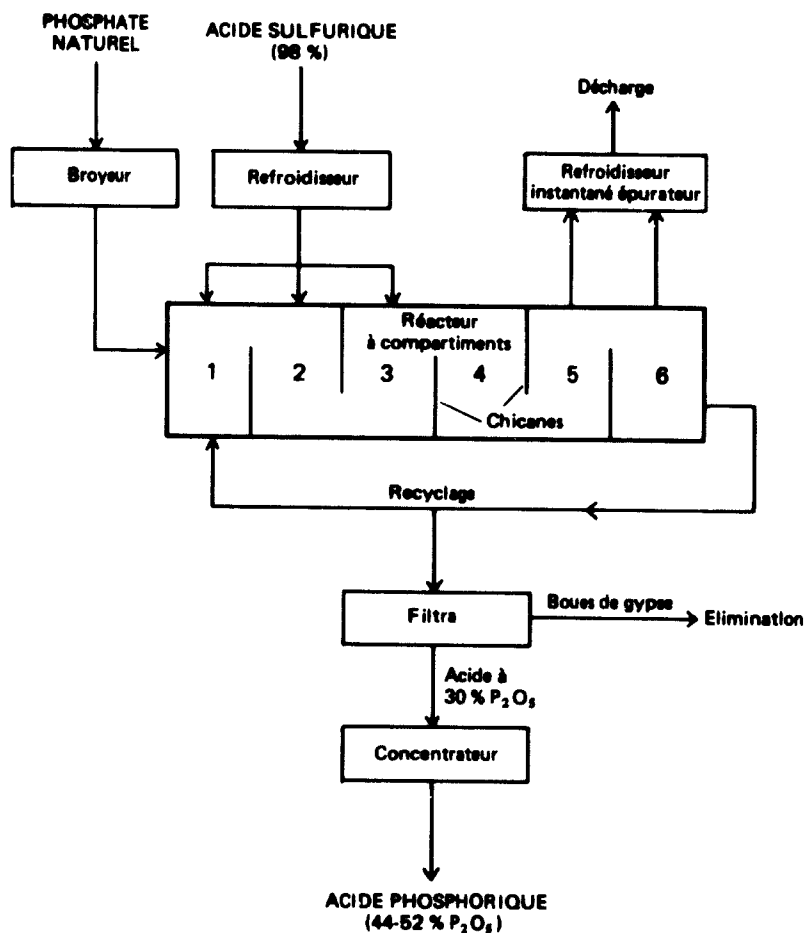 PHOSPHATE
NATUREL
ACIDE SULFURIQUE
(98 %)
Décharge
Broyeur
Refroidisseur
Refroidisseur
instantané épurateur
Réacteur
à compartiments
1
2
3
4
5
6
Chicanes
Recyclage
Filtra
Boues de gypse
Elimination
Acide à
30 % P₂O₅
Concentrateur
ACIDE PHOSPHORIQUE
(44-52 % P₂O₅)